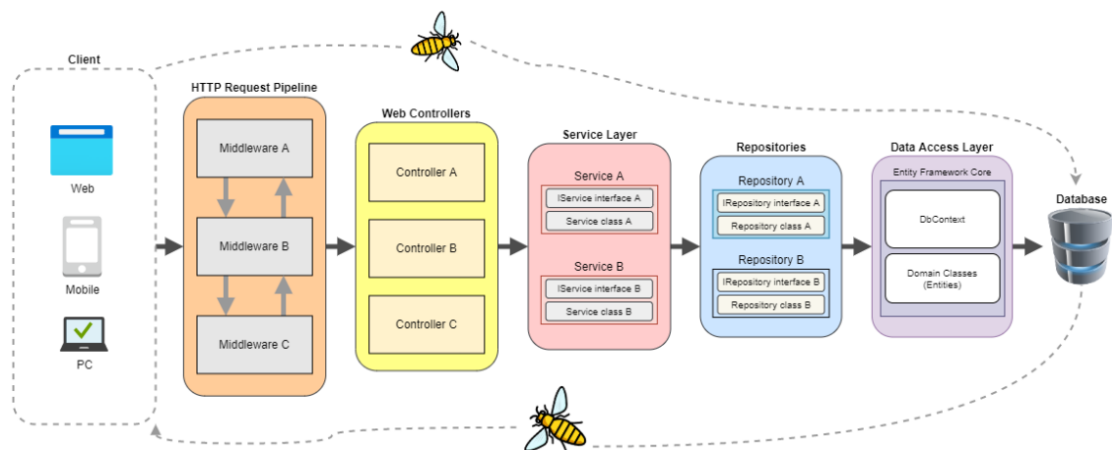 Client
Web
Mobile
PC
HTTP Request Pipeline
Middleware A
Middleware B
Middleware C
Web Controllers
Controller A
Controller B
Controller C
Service Layer
Service A
IService interface A
Service class A
Service B
IService interface B
Service class B
Repositories
Repository A
IRepository interface A
Repository class A
Repository B
IRepository interface B
Repository class B
Data Access Layer
Entity Framework Core
DbContext
Domain Classes
(Entities)
Database